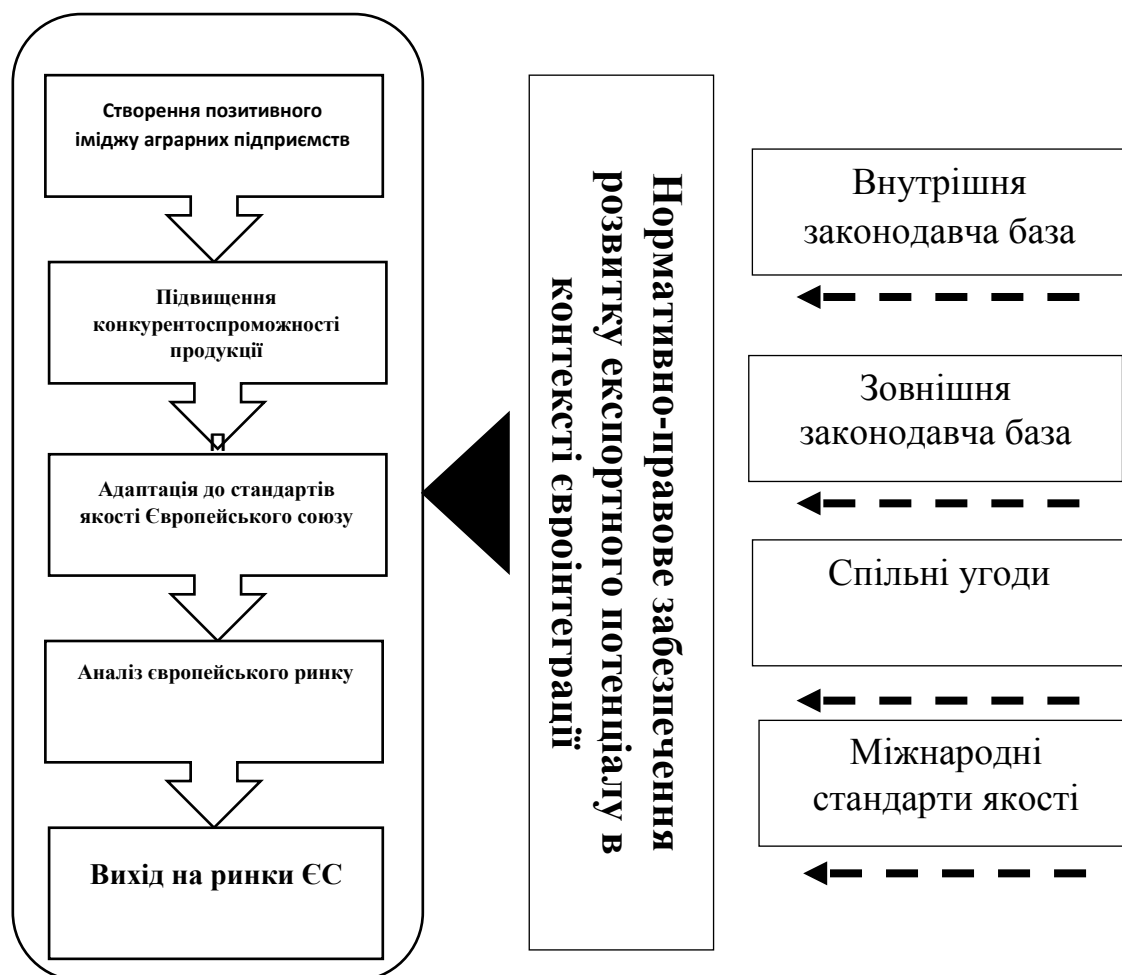 Створення позитивного
іміджу аграрних підприємств
Підвищення
конкурентоспроможності
продукції
Адаптація до стандартів
якості Європейського союзу
Аналіз європейського ринку
Вихід на ринки ЄС
Нормативно-правове забезпечення
розвитку експортного потенціалу в
контексті євроінтеграції
Внутрішня
законодавча база
Зовнішня
законодавча база
Спільні угоди
Міжнародні
стандарти якості